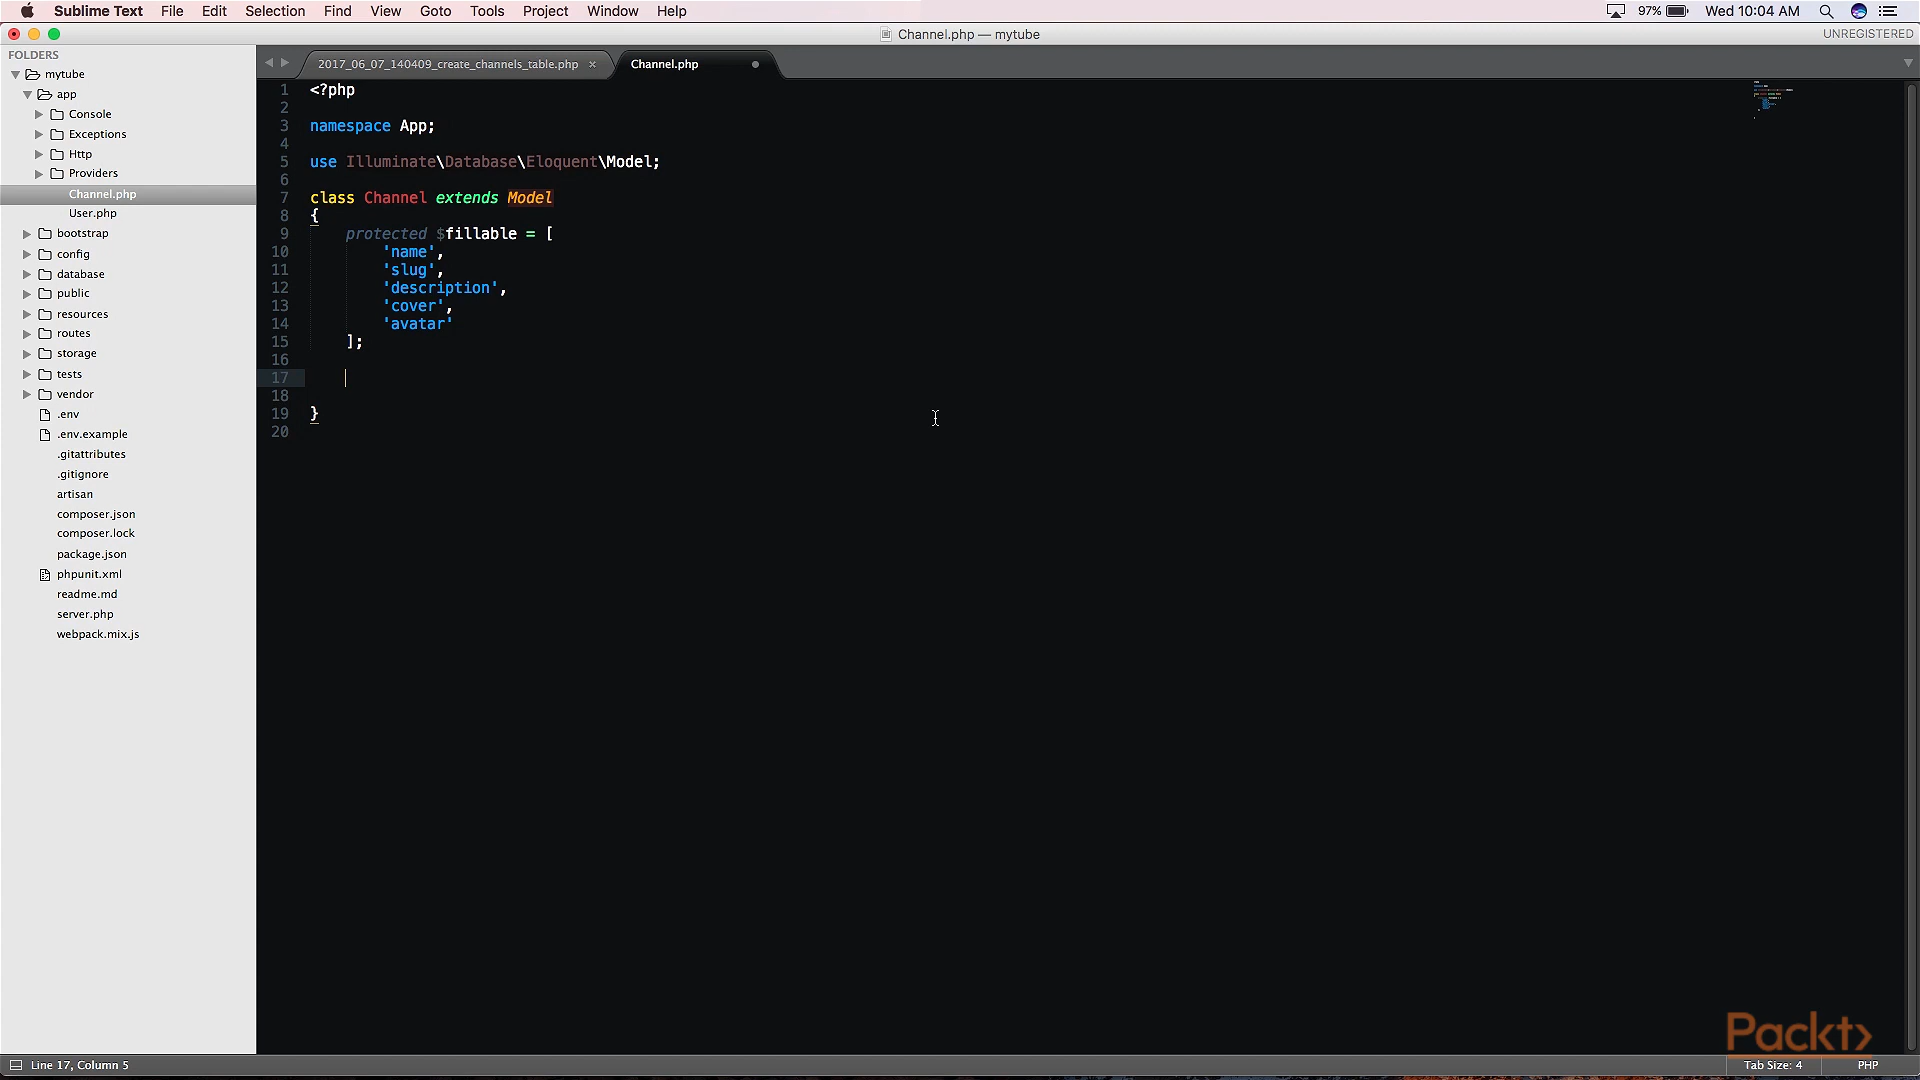 Sublime Text File Edit Selection Find View Goto Tools Project Window Help 97% Wed 10:04 AM
Channel.php — mytube UNREGISTERED
FOLDERS
mytube
app
Console
Exceptions
Http
Providers
Channel.php
User.php
bootstrap
config
database
public
resources
routes
storage
tests
vendor
.env
.env.example
.gitattributes
.gitignore
artisan
composer.json
composer.lock
package.json
phpunit.xml
readme.md
server.php
webpack.mix.js
2017_06_07_140409_create_channels_table.php × Channel.php
1 <?php
2
3 namespace App;
4
5 use Illuminate\Database\Eloquent\Model;
6
7 class Channel extends Model
8 {
9 protected $fillable = [
10 'name',
11 'slug',
12 'description',
13 'cover',
14 'avatar'
15 ];
16
17
18
19 }
20
Packt>
Line 17, Column 5 Tab Size: 4 PHP